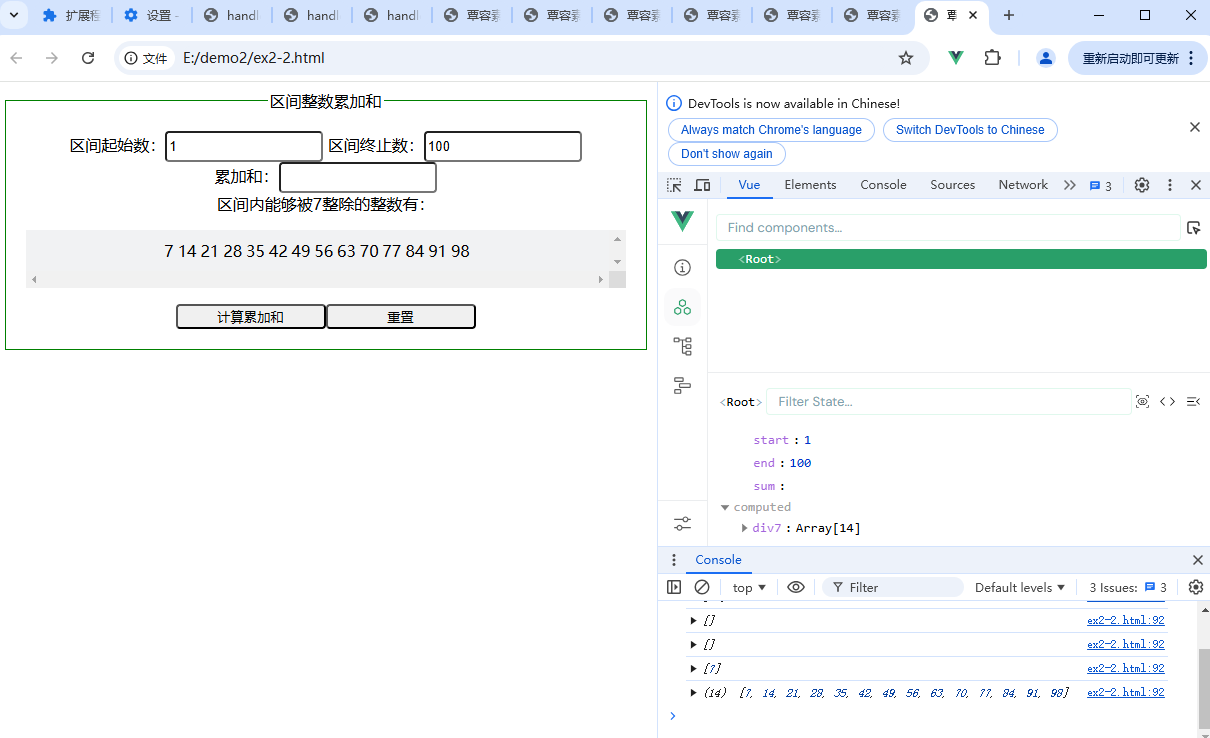 扩展程 设置 - handl handl handl 覃容素 覃容素 覃容素 覃容素 覃容素 覃容素 覃
文件 E:/demo2/ex2-2.html 重新启动即可更新
区间整数累加和
区间起始数： 1 区间终止数： 100
累加和：
区间内能够被7整除的整数有：
7 14 21 28 35 42 49 56 63 70 77 84 91 98
计算累加和 重置
DevTools is now available in Chinese!
Always match Chrome's language Switch DevTools to Chinese
Don't show again
Vue Elements Console Sources Network 3
Find components...
<Root>
<Root> Filter State...
start : 1
end : 100
sum :
computed
div7 : Array[14]
Console
top Filter Default levels 3 Issues: 3
[] ex2-2.html:92
[] ex2-2.html:92
[7] ex2-2.html:92
(14) [7, 14, 21, 28, 35, 42, 49, 56, 63, 70, 77, 84, 91, 98] ex2-2.html:92